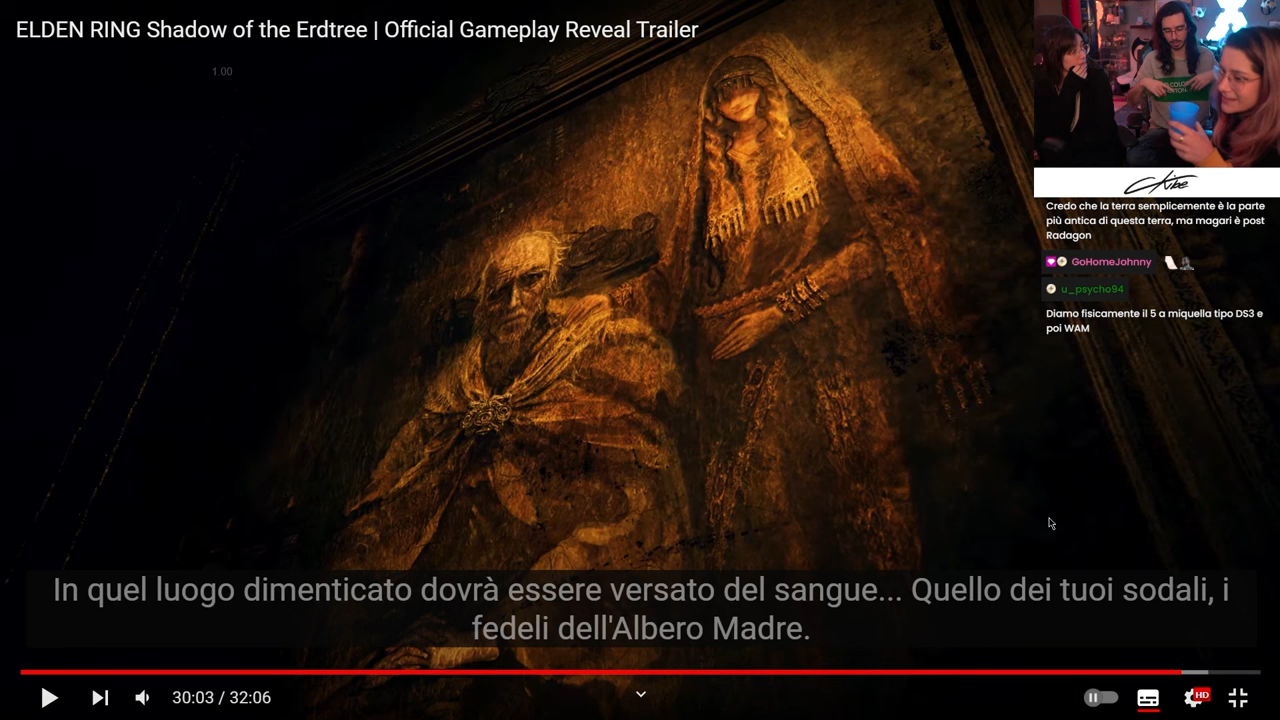 ELDEN RING Shadow of the Erdtree | Official Gameplay Reveal Trailer
1.00
Credo che la terra semplicemente è la parte
più antica di questa terra, ma magari è post
Radagon
GoHomeJohnny
u_psycho94
Diamo fisicamente il 5 a miquella tipo DS3 e
poi WAM
In quel luogo dimenticato dovrà essere versato del sangue... Quello dei tuoi sodali, i
fedeli dell'Albero Madre.
30:03 / 32:06
HD